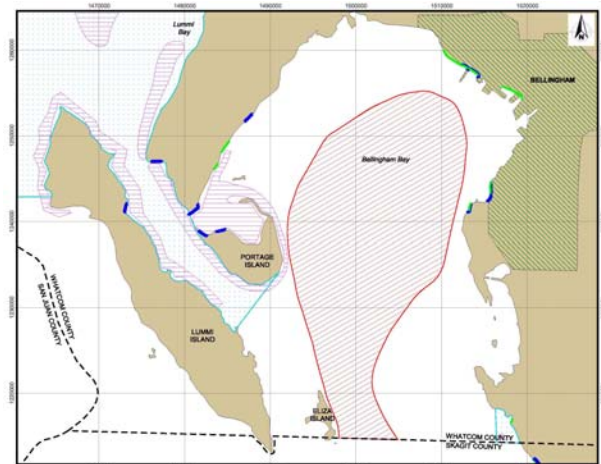 1470000
1480000
1490000
1500000
1510000
1520000
Lummi
Bay
N
BELLINGHAM
Bellingham Bay
PORTAGE
ISLAND
LUMMI
ISLAND
ELIZA
ISLAND
WHATCOM COUNTY
SAN JUAN COUNTY
WHATCOM COUNTY
SKAGIT COUNTY